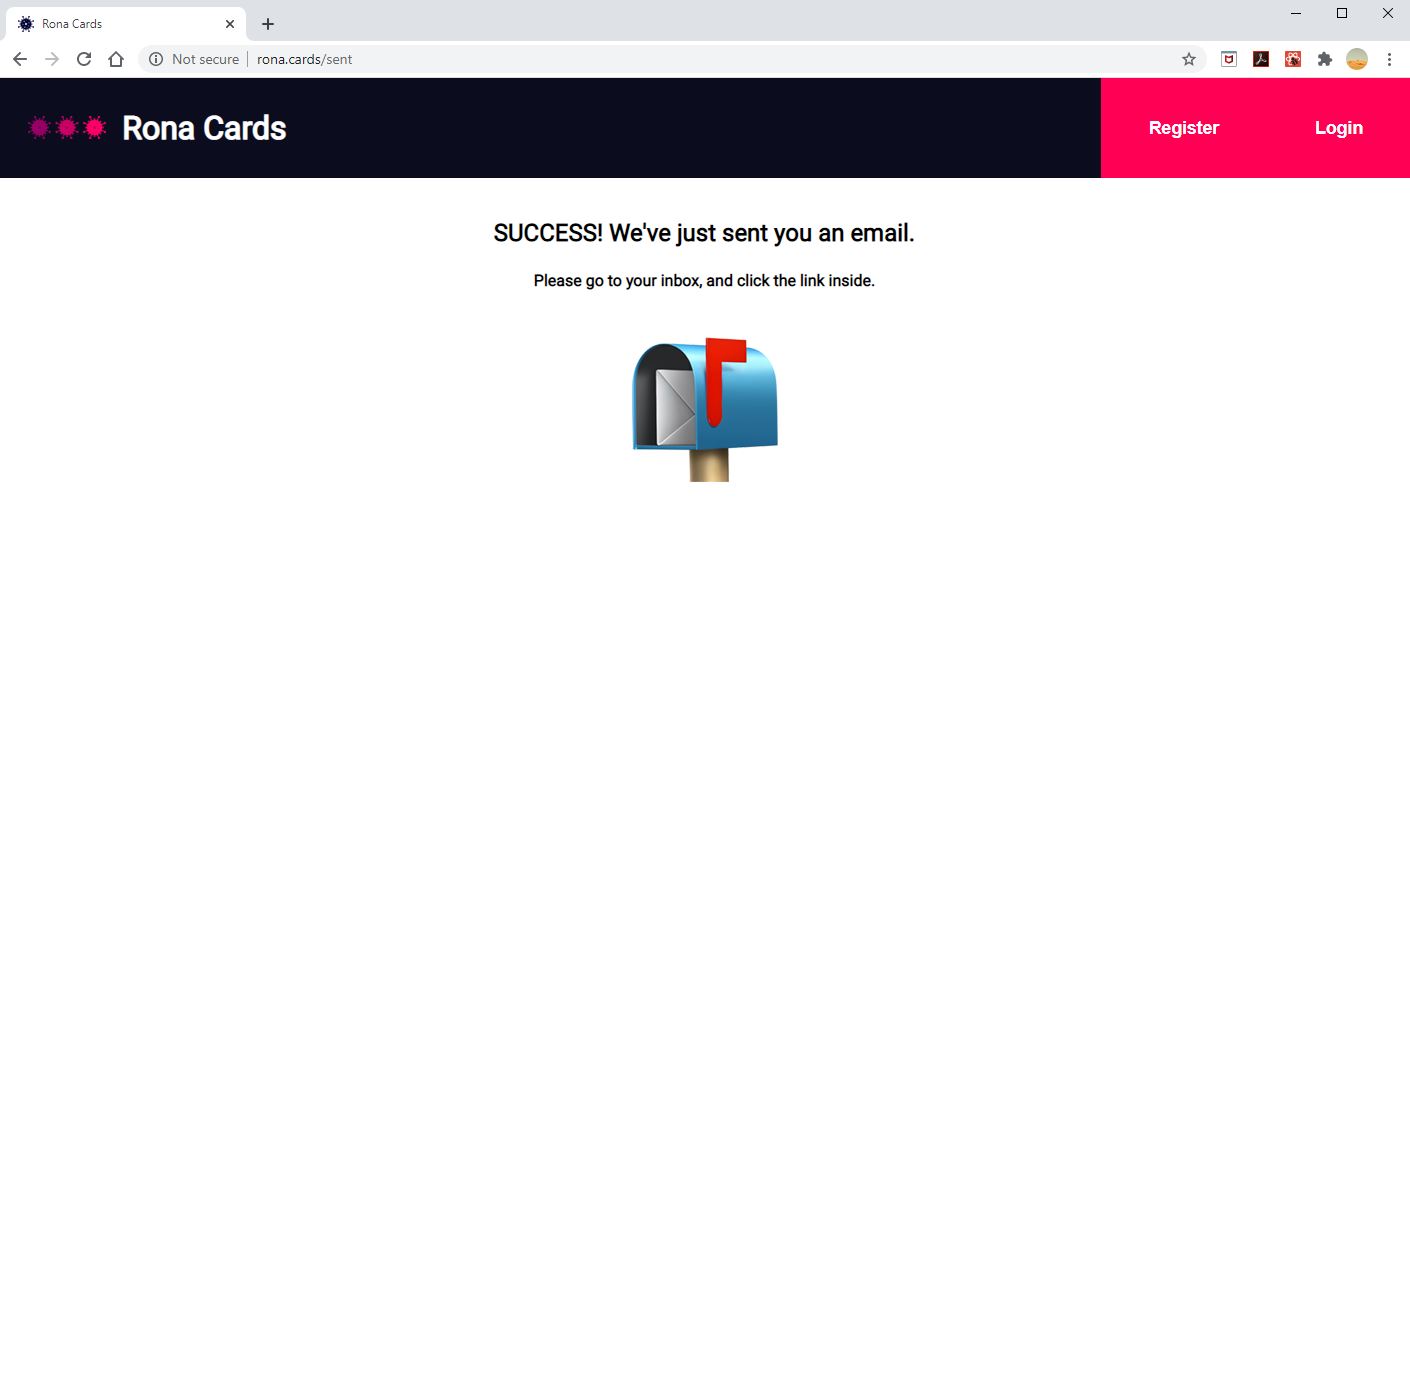 Rona Cards
Not secure
rona.cards/sent
Rona Cards
Register
Login
SUCCESS! We've just sent you an email.
Please go to your inbox, and click the link inside.